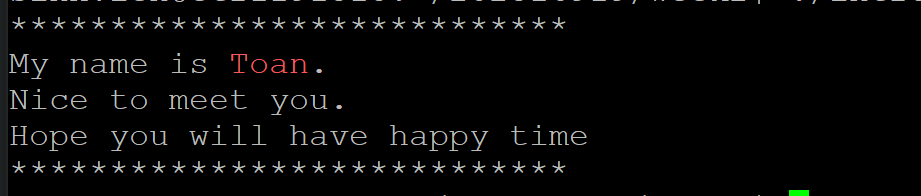 ****************************
My name is Toan.
Nice to meet you.
Hope you will have happy time
****************************